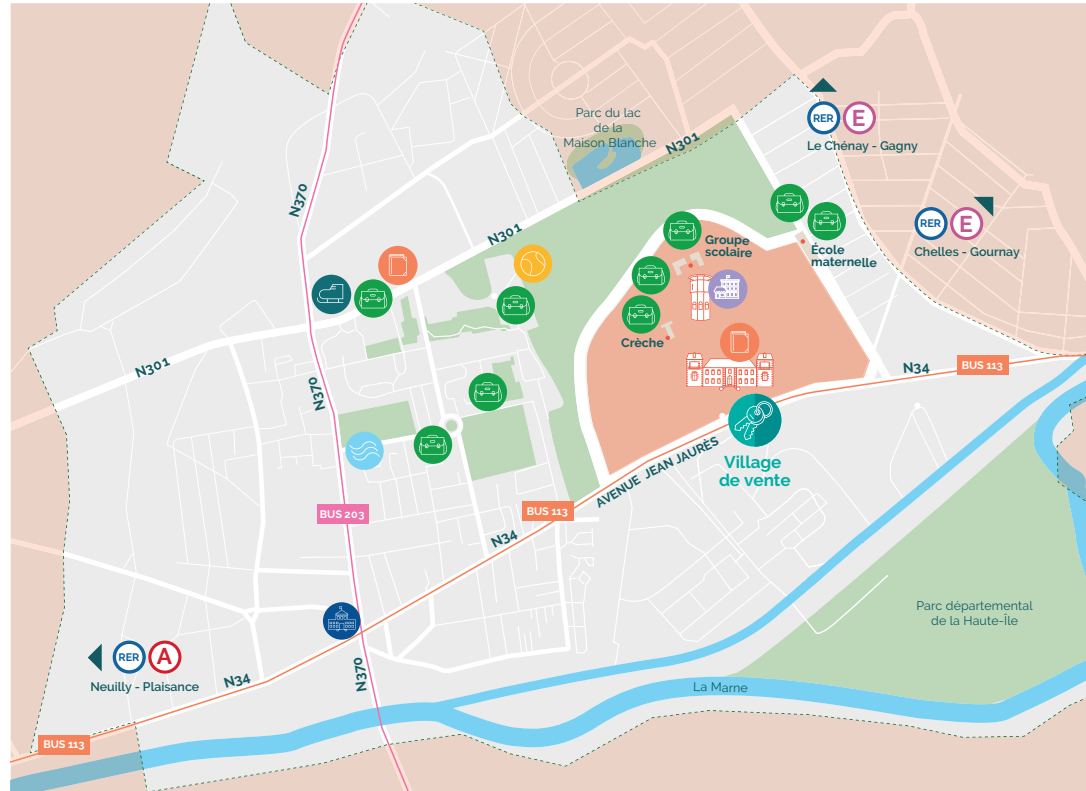 Parc du lac
de la
Maison Blanche
N301
RER E
Le Chénay - Gagny
N370
RER E
Chelles - Gournay
N301
Groupe
scolaire
École
maternelle
Crèche
N301
N370
N34
BUS 113
AVENUE JEAN JAURÈS
Village
de vente
BUS 203
BUS 113
N34
Parc départemental
de la Haute-Île
RER A
Neuilly - Plaisance
N34
N370
La Marne
BUS 113